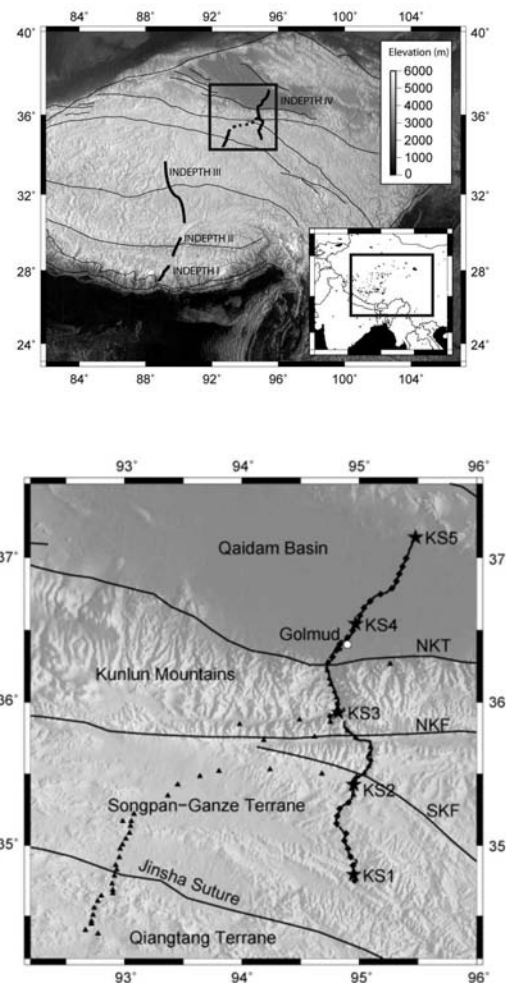 40°
36°
32°
28°
24°
84° 88° 92° 96° 100° 104°
40°
36°
32°
28°
24°
84° 88° 92° 96° 100° 104°
Elevation (m)
6000
5000
4000
3000
2000
1000
0
INDEPTH IV
INDEPTH III
INDEPTH II
INDEPTH I
93° 94° 95° 96°
37°
36°
35°
37°
36°
35°
93° 94° 95° 96°
Qaidam Basin
KS5
Golmud
KS4
NKT
Kunlun Mountains
KS3
NKF
KS2
Songpan-Ganze Terrane
SKF
Jinsha Suture
KS1
Qiangtang Terrane